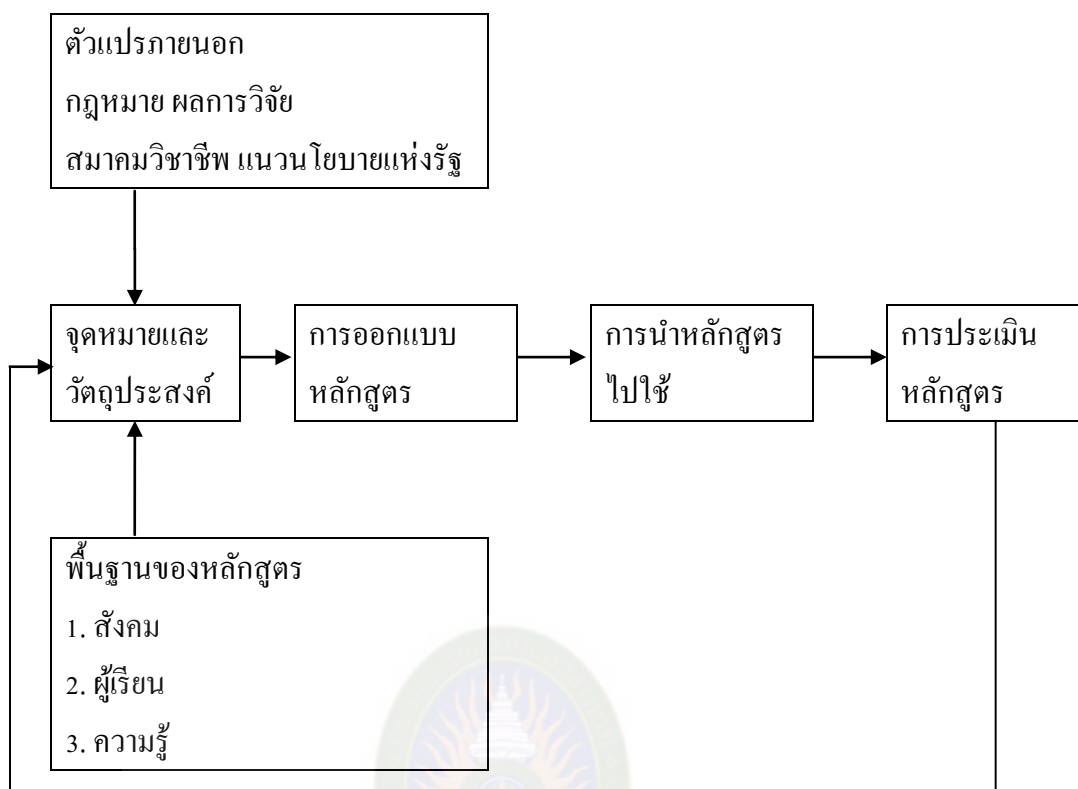 ตัวแปรภายนอก
กฎหมาย ผลการวิจัย
สมาคมวิชาชีพ แนวนโยบายแห่งรัฐ
จุดหมายและ
วัตถุประสงค์
การออกแบบ
หลักสูตร
การนำหลักสูตร
ไปใช้
การประเมิน
หลักสูตร
พื้นฐานของหลักสูตร
1. สังคม
2. ผู้เรียน
3. ความรู้